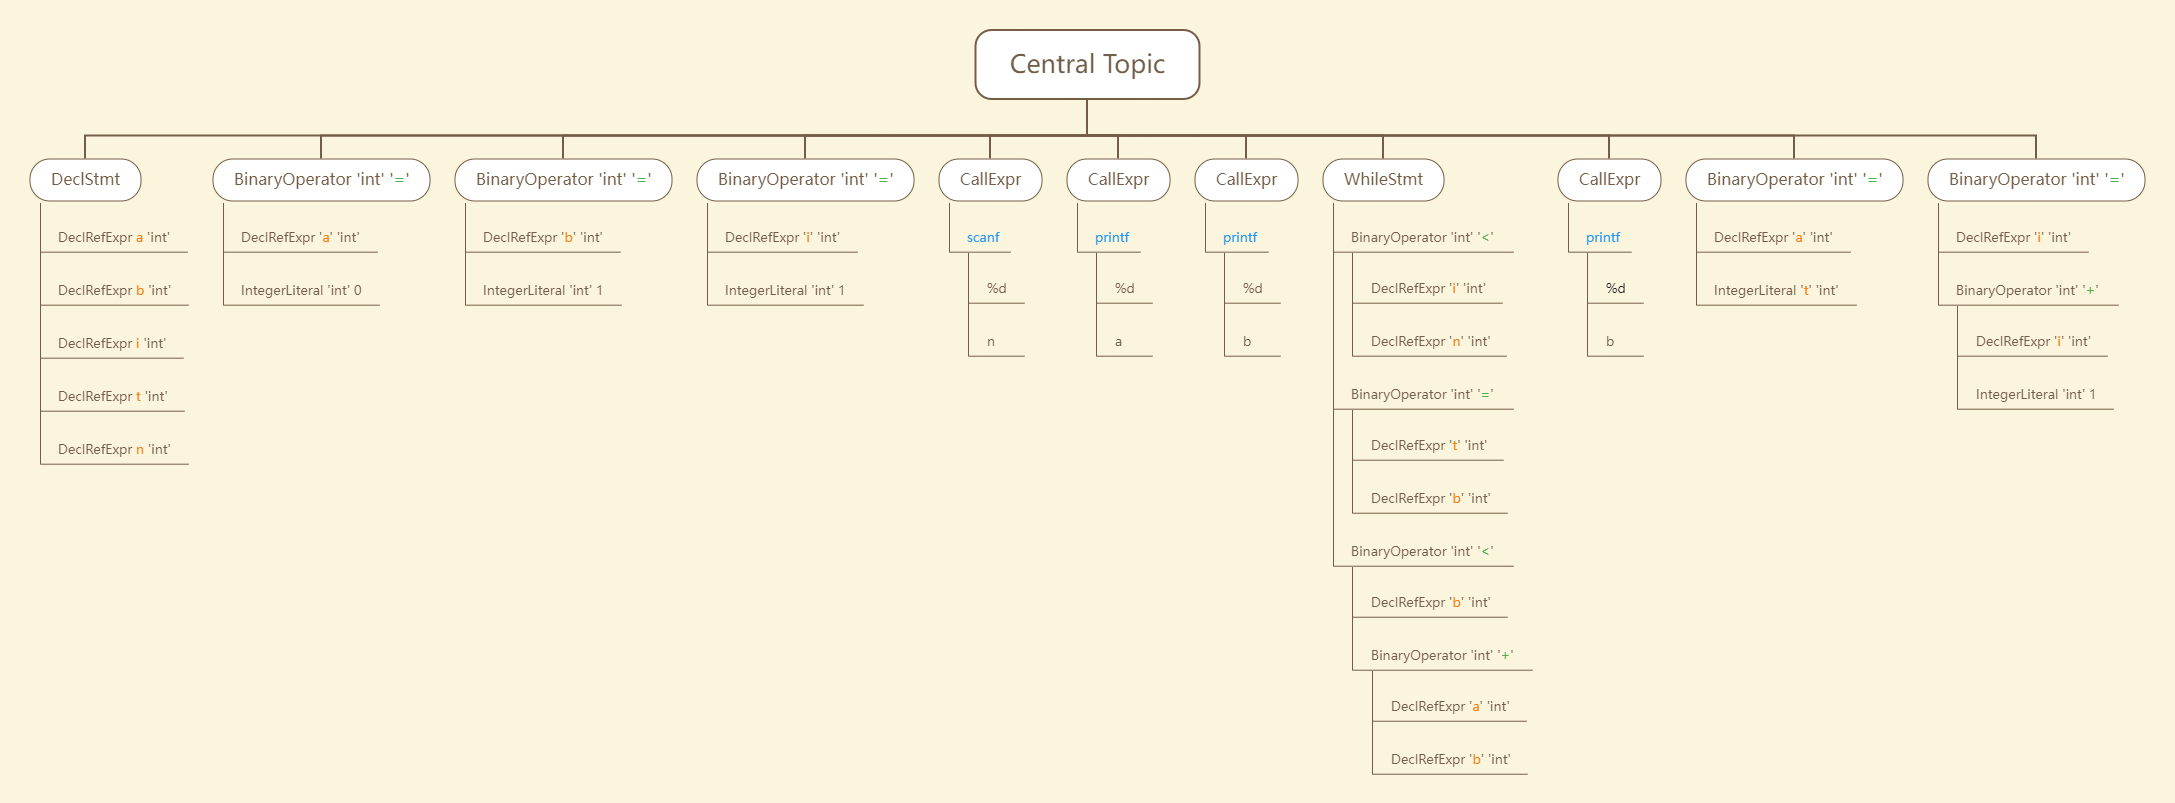 Central Topic
DeclStmt
DeclRefExpr a 'int'
DeclRefExpr b 'int'
DeclRefExpr i 'int'
DeclRefExpr t 'int'
DeclRefExpr n 'int'
BinaryOperator 'int' '='
DeclRefExpr 'a' 'int'
IntegerLiteral 'int' 0
BinaryOperator 'int' '='
DeclRefExpr 'b' 'int'
IntegerLiteral 'int' 1
BinaryOperator 'int' '='
DeclRefExpr 'i' 'int'
IntegerLiteral 'int' 1
CallExpr
scanf
%d
n
CallExpr
printf
%d
a
CallExpr
printf
%d
b
WhileStmt
BinaryOperator 'int' '<'
DeclRefExpr 'i' 'int'
DeclRefExpr 'n' 'int'
BinaryOperator 'int' '='
DeclRefExpr 't' 'int'
DeclRefExpr 'b' 'int'
BinaryOperator 'int' '<'
DeclRefExpr 'b' 'int'
BinaryOperator 'int' '+'
DeclRefExpr 'a' 'int'
DeclRefExpr 'b' 'int'
CallExpr
printf
%d
b
BinaryOperator 'int' '='
DeclRefExpr 'a' 'int'
IntegerLiteral 't' 'int'
BinaryOperator 'int' '='
DeclRefExpr 'i' 'int'
BinaryOperator 'int' '+'
DeclRefExpr 'i' 'int'
IntegerLiteral 'int' 1